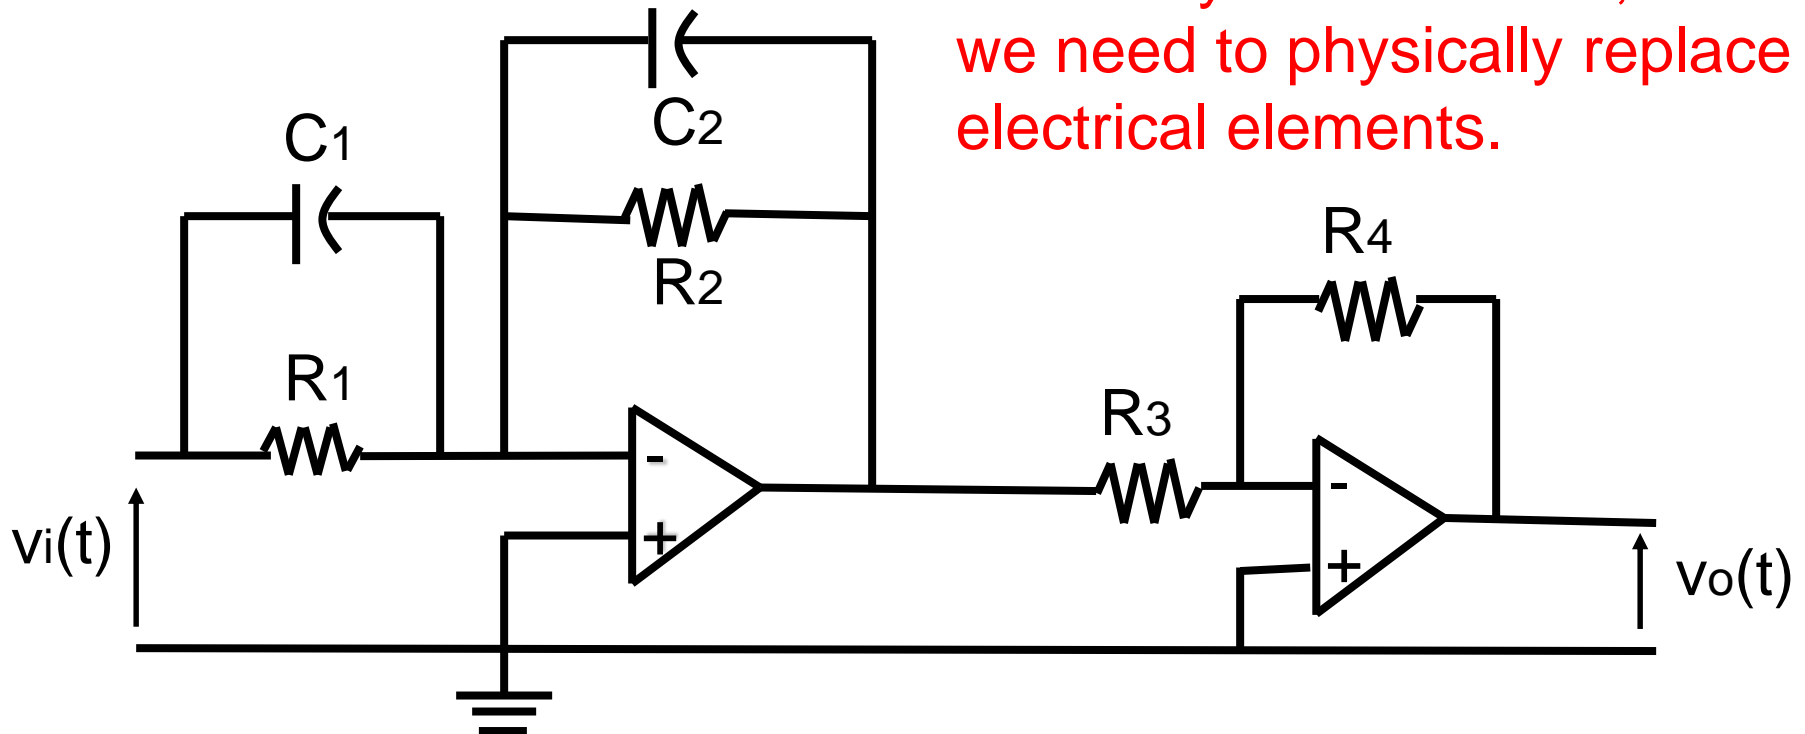 we need to physically replace
electrical elements.
C1
C2
R1
R2
R3
R4
-
+
-
+
vi(t)
vo(t)